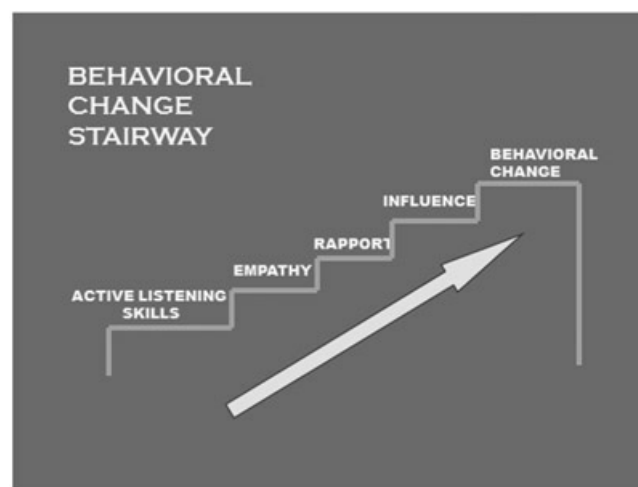 BEHAVIORAL
CHANGE
STAIRWAY
BEHAVIORAL
CHANGE
INFLUENCE
RAPPORT
EMPATHY
ACTIVE LISTENING
SKILLS